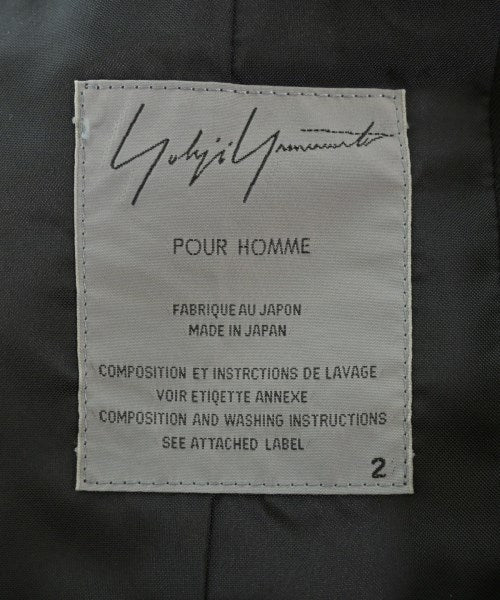 Yohji Yamamoto
POUR HOMME
FABRIQUE AU JAPON
MADE IN JAPAN
COMPOSITION ET INSTRCTIONS DE LAVAGE
VOIR ETIQETTE ANNEXE
COMPOSITION AND WASHING INSTRUCTIONS
SEE ATTACHED LABEL
2